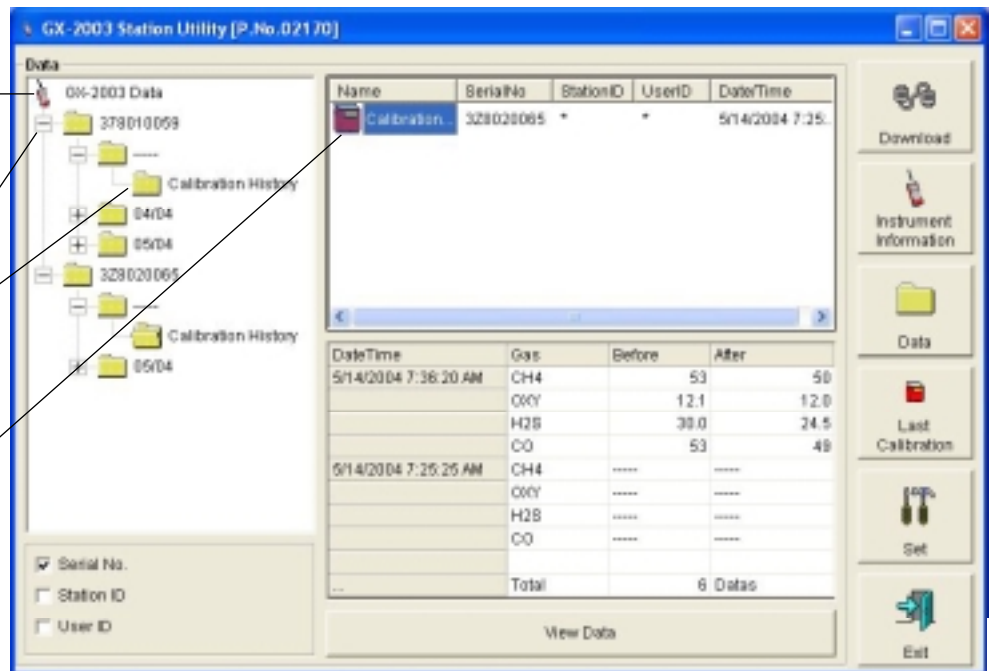 GX-2003 Station Utility [P.No.02170]
Data
GX-2003 Data
378010059
-----
Calibration History
04/04
05/04
3Z8020065
-----
Calibration History
05/04
Serial No.
Station ID
User ID
Name SerialNo StationID UserID Date/Time
Calibration... 3Z8020065 * * 5/14/2004 7:25:...
DateTime Gas Before After
5/14/2004 7:36:20 AM CH4 53 50
OXY 12.1 12.0
H2S 30.0 24.5
CO 53 49
5/14/2004 7:25:25 AM CH4 ----- -----
OXY ----- -----
H2S ----- -----
CO ----- -----
... Total 6 Datas
View Data
Download
Instrument
Information
Data
Last
Calibration
Set
Exit